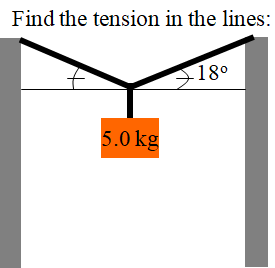 Find the tension in the lines:
18°
5.0 kg